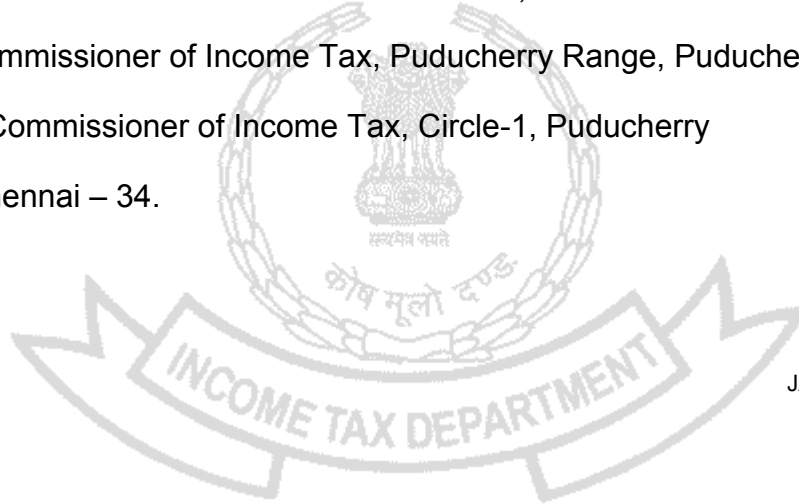 ommissioner of Income Tax, Puducherry Range, Puduche
Commissioner of Income Tax, Circle-1, Puducherry
ennai – 34.
सत्यमेव जयते
कोष मूलो दण्डः
INCOME TAX DEPARTMENT